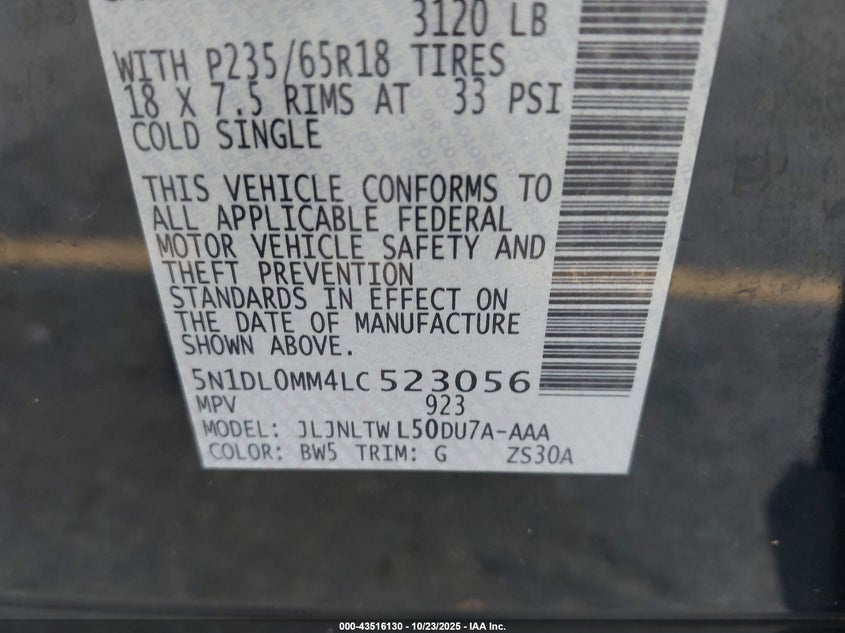 3120 LB
WITH P235/65R18 TIRES
18 X 7.5 RIMS AT 33 PSI
COLD SINGLE
THIS VEHICLE CONFORMS TO
ALL APPLICABLE FEDERAL
MOTOR VEHICLE SAFETY AND
THEFT PREVENTION
STANDARDS IN EFFECT ON
THE DATE OF MANUFACTURE
SHOWN ABOVE.
5N1DL0MM4LC523056
MPV 923
MODEL: JLJNLTWL50DU7A-AAA
COLOR: BW5 TRIM: G ZS30A
000-43516130 - 10/23/2025 - IAA Inc.